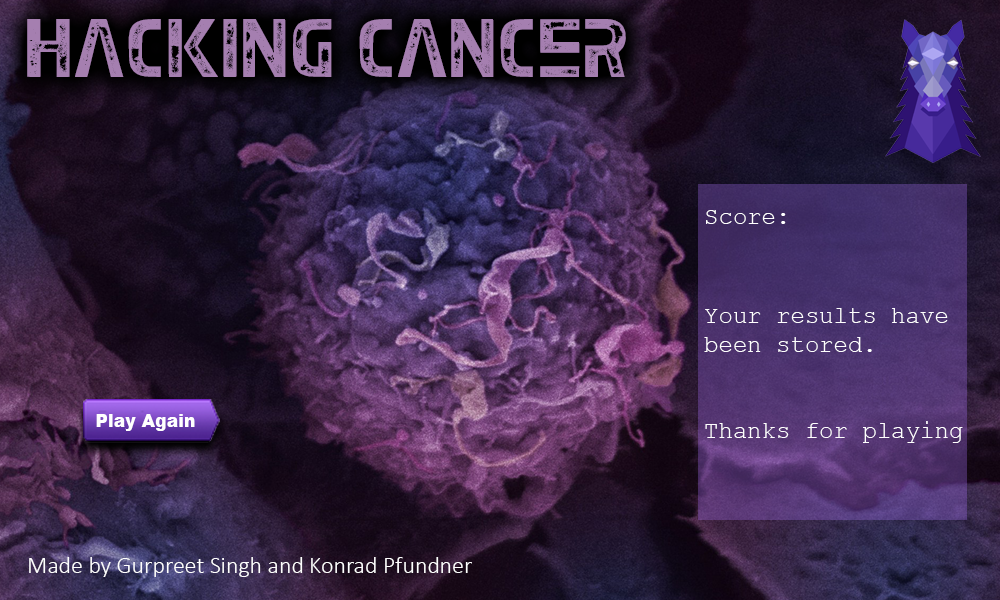 HACKING CANCER
Score:
Your results have
been stored.
Thanks for playing
Play Again
Made by Gurpreet Singh and Konrad Pfundner